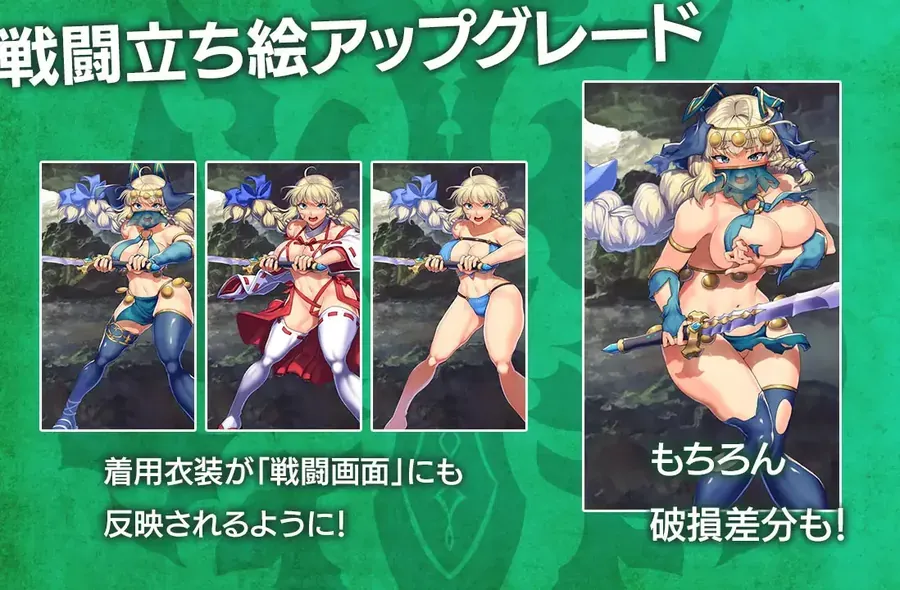 戦闘立ち絵アップグレード
着用衣装が「戦闘画面」にも
反映されるように!
もちろん
破損差分も!